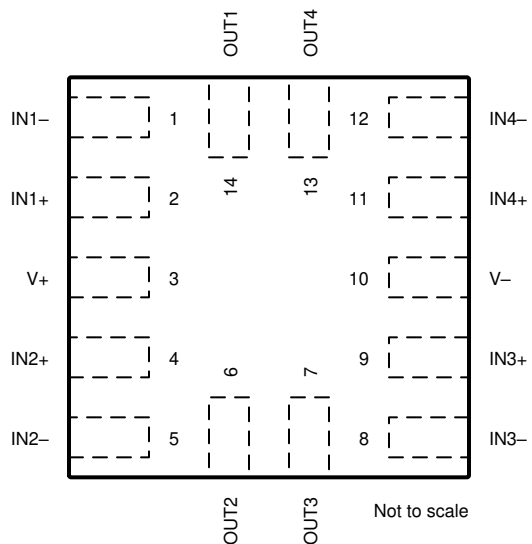 OUT1
OUT4
IN1–
1
12
IN4–
14
13
IN1+
2
11
IN4+
V+
3
10
V–
IN2+
4
6
7
9
IN3+
IN2–
5
8
IN3–
OUT2
OUT3
Not to scale